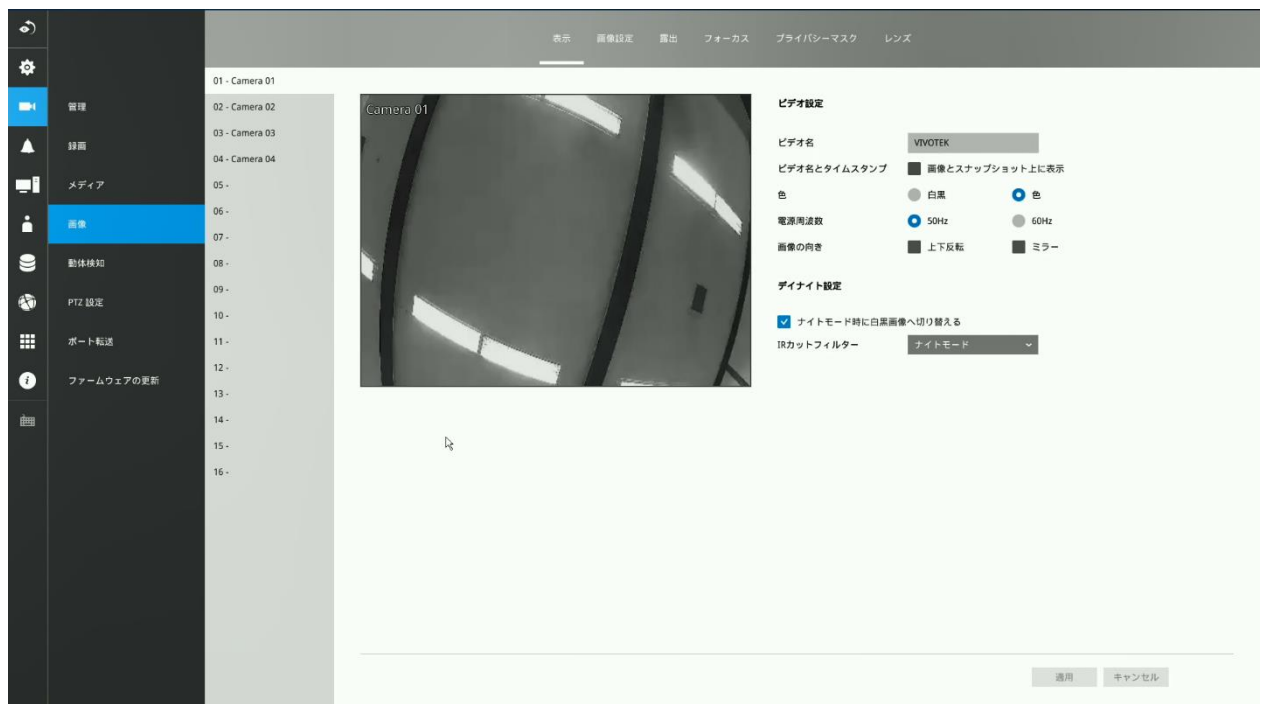 表示 画像設定 露出 フォーカス プライバシーマスク レンズ
管理
録画
メディア
画像
動体検知
PTZ 設定
ポート転送
ファームウェアの更新
01 - Camera 01
02 - Camera 02
03 - Camera 03
04 - Camera 04
05 -
06 -
07 -
08 -
09 -
10 -
11 -
12 -
13 -
14 -
15 -
16 -
Camera 01
ビデオ設定
ビデオ名 VIVOTEK
ビデオ名とタイムスタンプ 画像とスナップショット上に表示
色 白黒 色
電源周波数 50Hz 60Hz
画像の向き 上下反転 ミラー
デイナイト設定
ナイトモード時に白黒画像へ切り替える
IRカットフィルター ナイトモード
適用 キャンセル